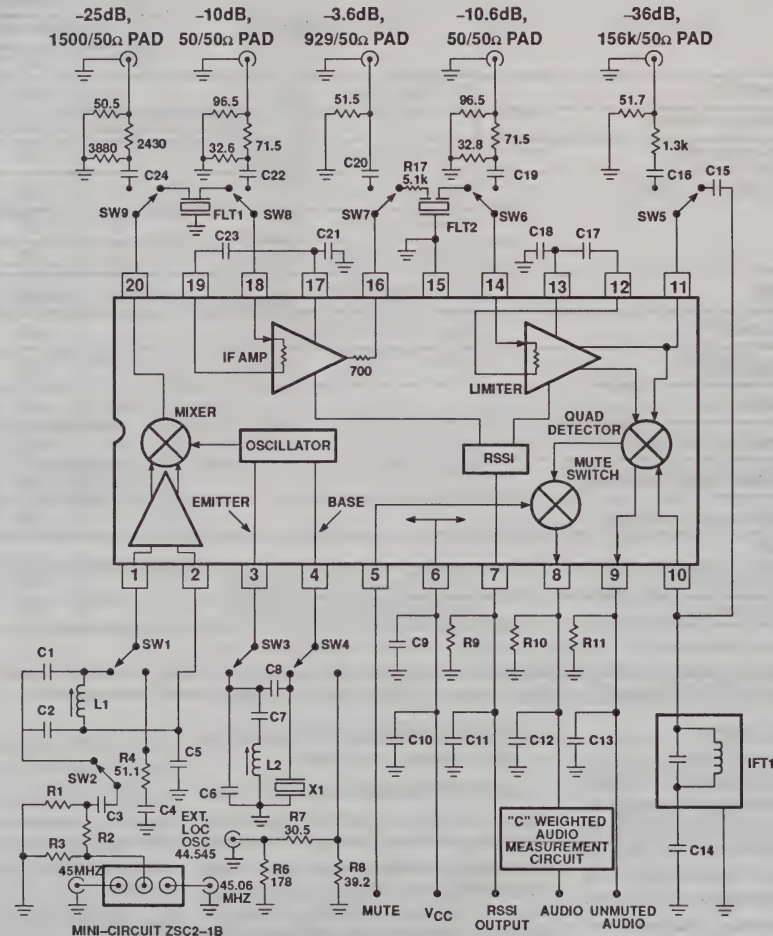 –25dB,
1500/50Ω PAD
–10dB,
50/50Ω PAD
–3.6dB,
929/50Ω PAD
–10.6dB,
50/50Ω PAD
–36dB,
156k/50Ω PAD
50.5
2430
3880
C24
96.5
71.5
32.6
C22
51.5
C20
R17
5.1k
96.5
71.5
32.8
C19
51.7
1.3k
C16
C15
SW9
FLT1
SW8
SW7
FLT2
SW6
SW5
C23
C21
C18
C17
20
19
18
17
16
15
14
13
12
11
IF AMP
700
LIMITER
MIXER
OSCILLATOR
RSSI
QUAD
DETECTOR
MUTE
SWITCH
EMITTER
BASE
1
2
3
4
5
6
7
8
9
10
SW1
SW3
SW4
C1
L1
C2
C8
C7
C9
R9
R10
R11
SW2
R4
51.1
C5
L2
C6
X1
C10
C11
C12
C13
IFT1
R1
C3
C4
R2
R3
EXT.
LOC
OSC
44.545
R7
30.5
R6
178
R8
39.2
"C" WEIGHTED
AUDIO
MEASUREMENT
CIRCUIT
C14
45MHZ
45.06
MHZ
MINI–CIRCUIT ZSC2–1B
MUTE
VCC
RSSI
OUTPUT
AUDIO
UNMUTED
AUDIO